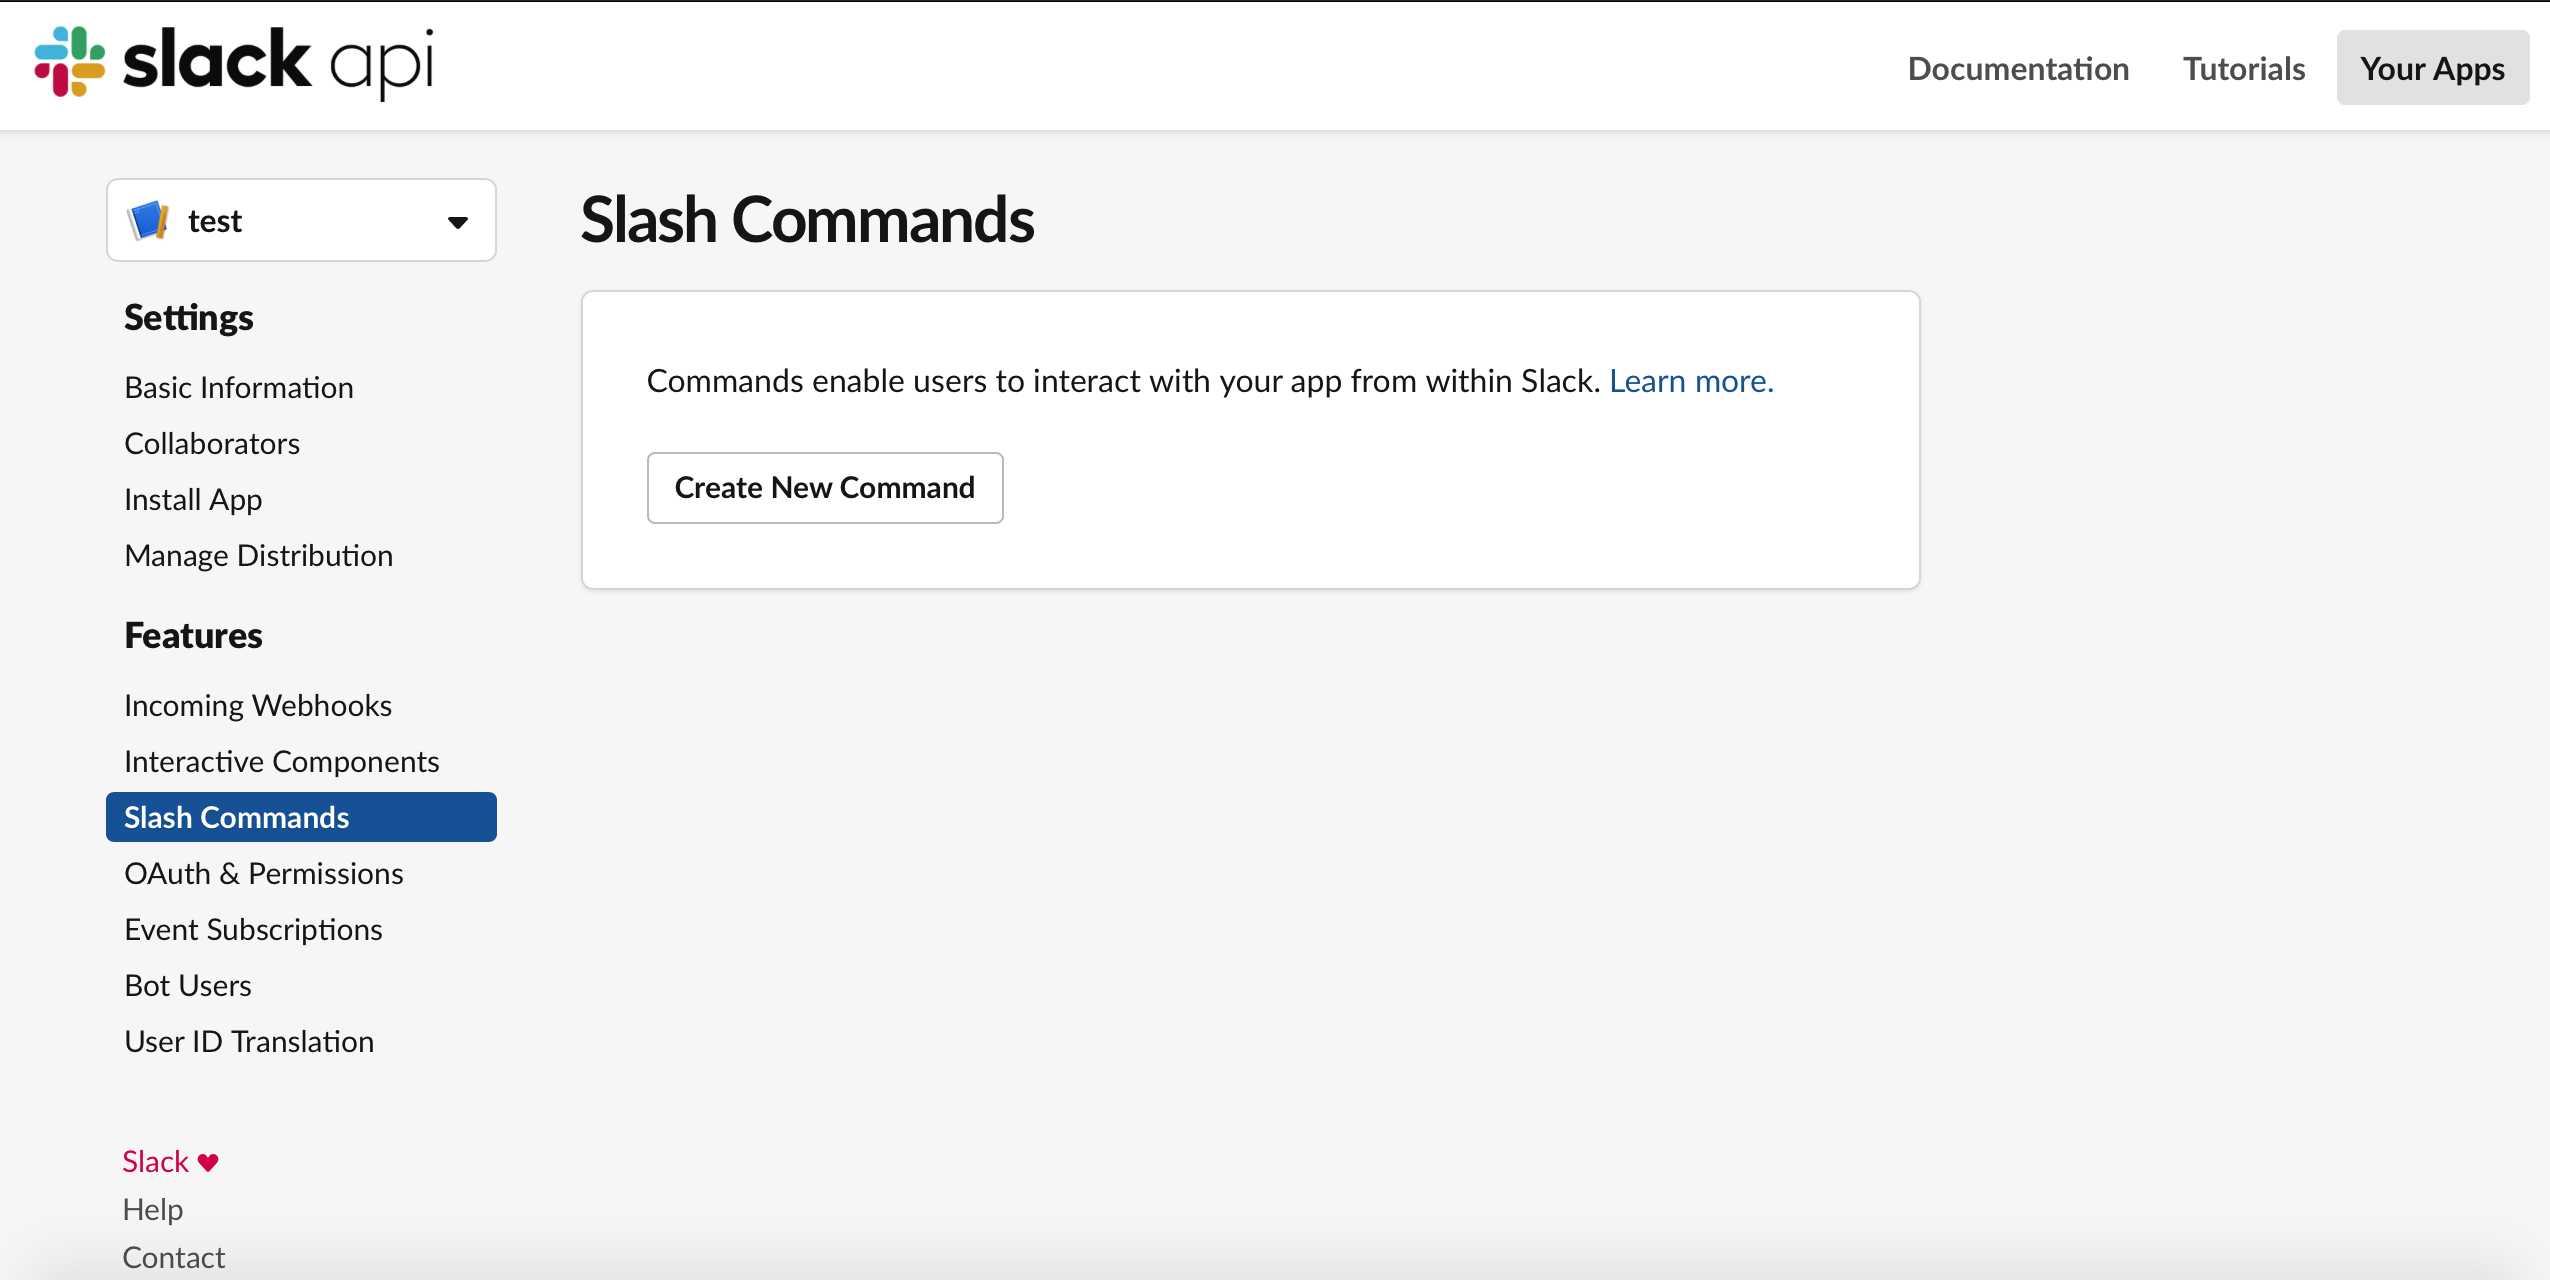 slack api
Documentation
Tutorials
Your Apps
test
Settings
Basic Information
Collaborators
Install App
Manage Distribution
Features
Incoming Webhooks
Interactive Components
Slash Commands
OAuth & Permissions
Event Subscriptions
Bot Users
User ID Translation
Slack ♥
Help
Contact
Slash Commands
Commands enable users to interact with your app from within Slack. Learn more.
Create New Command